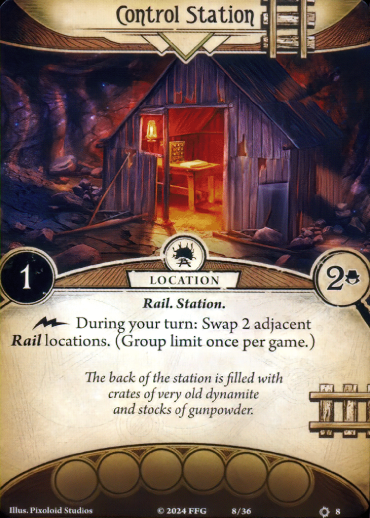 Control Station
LOCATION
1
2
Rail. Station.
During your turn: Swap 2 adjacent
Rail locations. (Group limit once per game.)
The back of the station is filled with
crates of very old dynamite
and stocks of gunpowder.
Illus. Pixoloid Studios © 2024 FFG 8/36 8